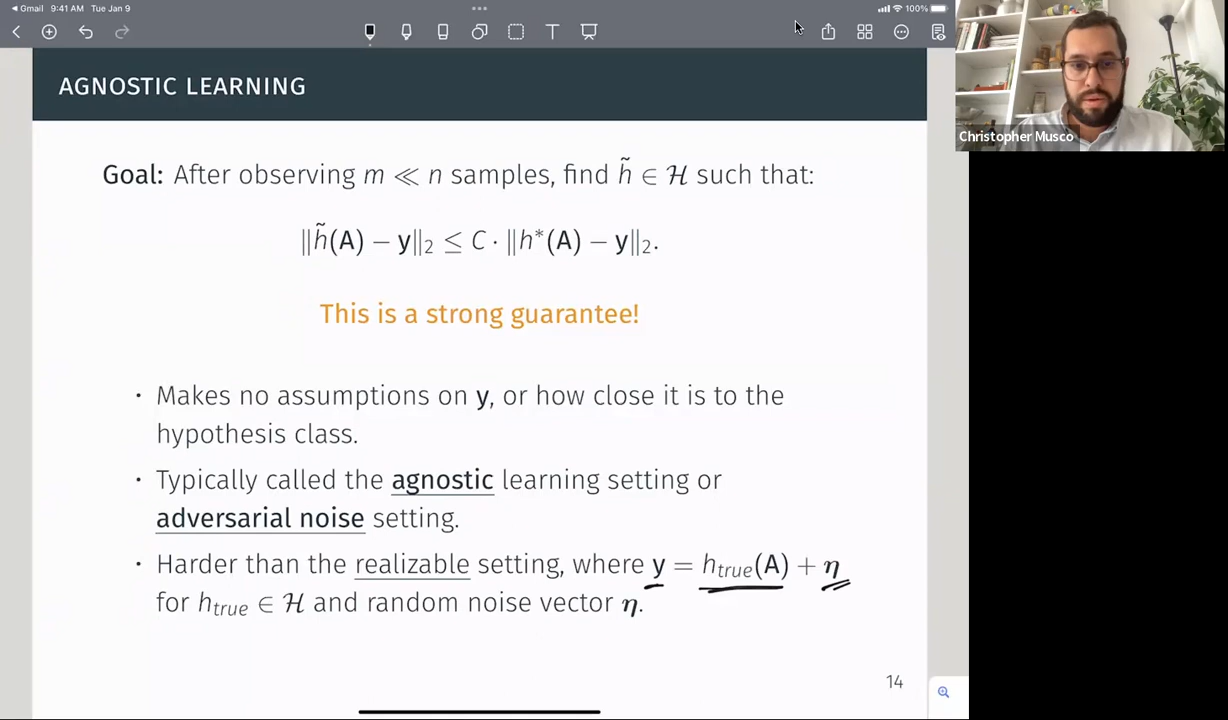 Gmail 9:41 AM Tue Jan 9
100%
AGNOSTIC LEARNING
Christopher Musco
Goal: After observing m ≪ n samples, find h̃ ∈ ℋ such that:
‖h̃(A) − y‖₂ ≤ C · ‖h*(A) − y‖₂.
This is a strong guarantee!
· Makes no assumptions on y, or how close it is to the
hypothesis class.
· Typically called the agnostic learning setting or
adversarial noise setting.
· Harder than the realizable setting, where y = h_true(A) + η
for h_true ∈ ℋ and random noise vector η.
14